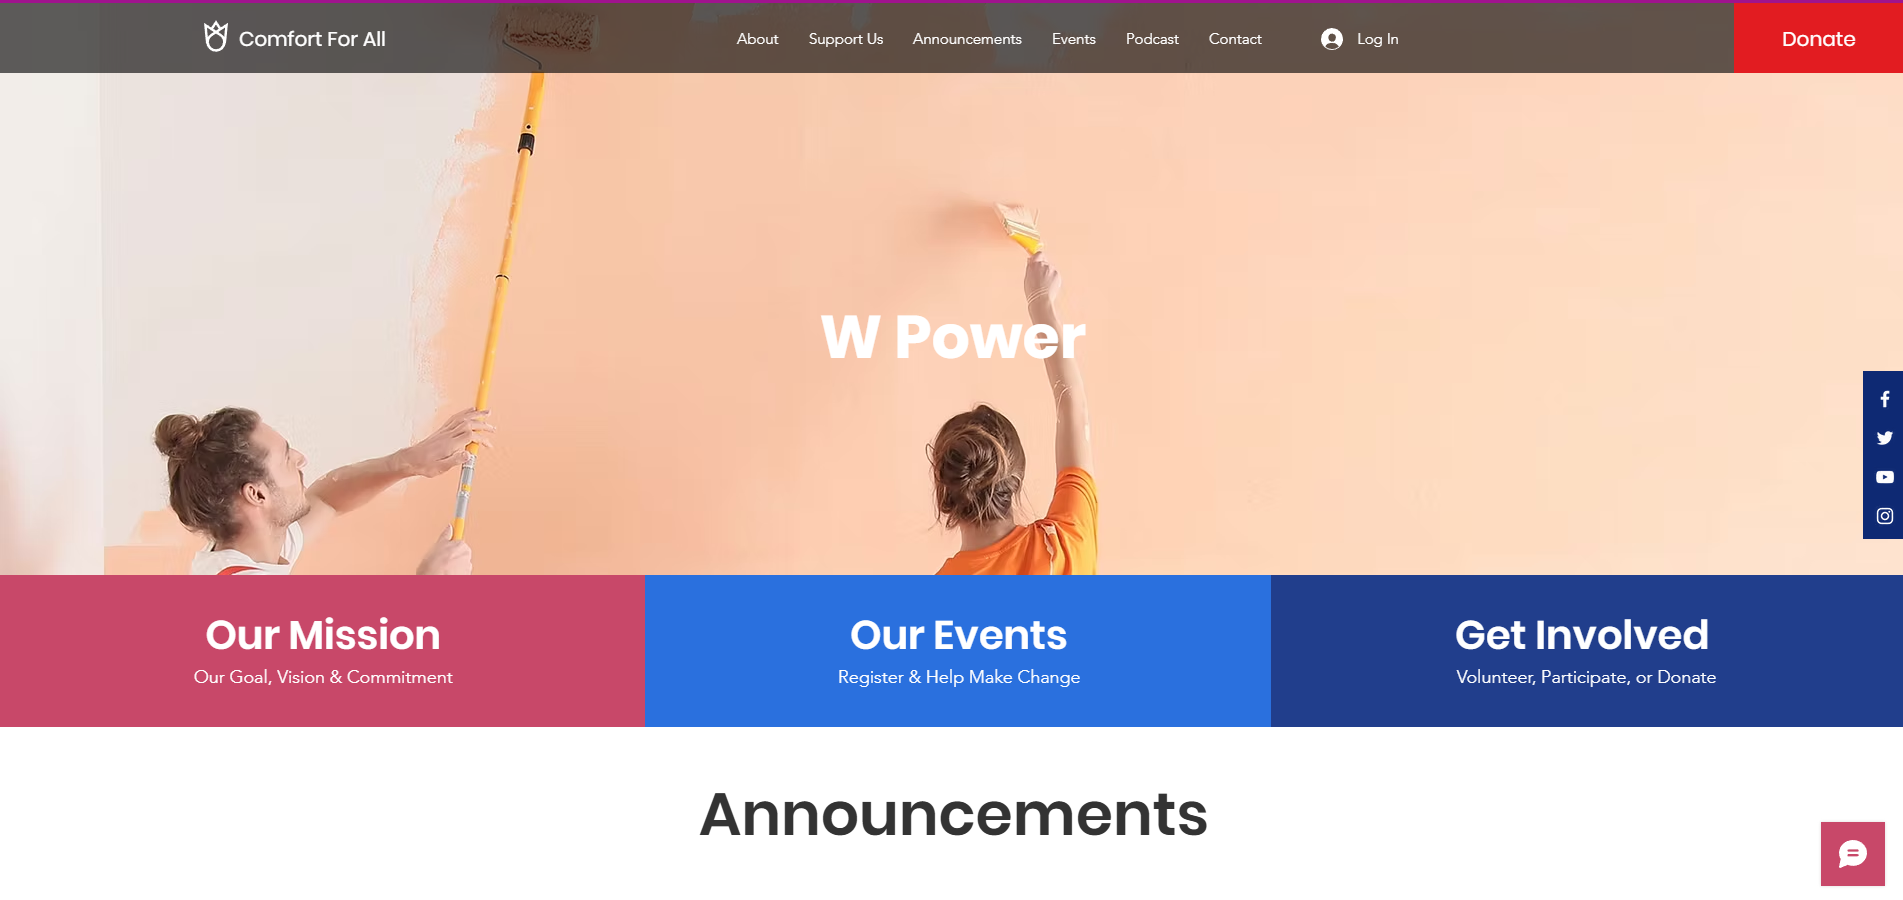 Comfort For All
About Support Us Announcements Events Podcast Contact Log In Donate
W Power
Our Mission
Our Goal, Vision & Commitment
Our Events
Register & Help Make Change
Get Involved
Volunteer, Participate, or Donate
Announcements